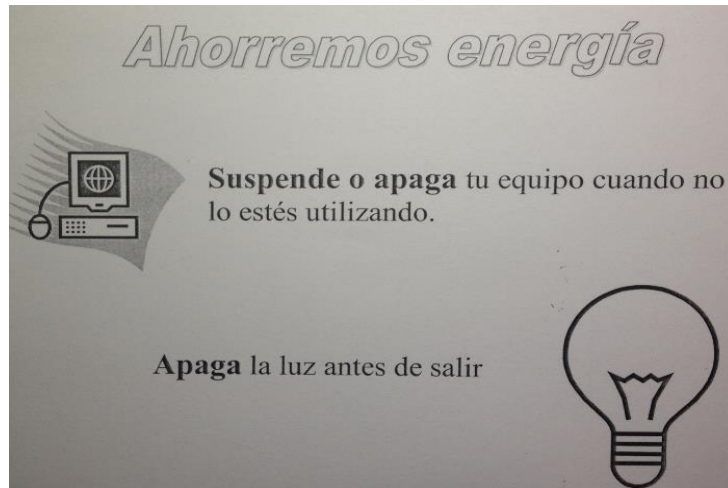 Ahorremos energía
Suspende o apaga tu equipo cuando no
lo estés utilizando.
Apaga la luz antes de salir